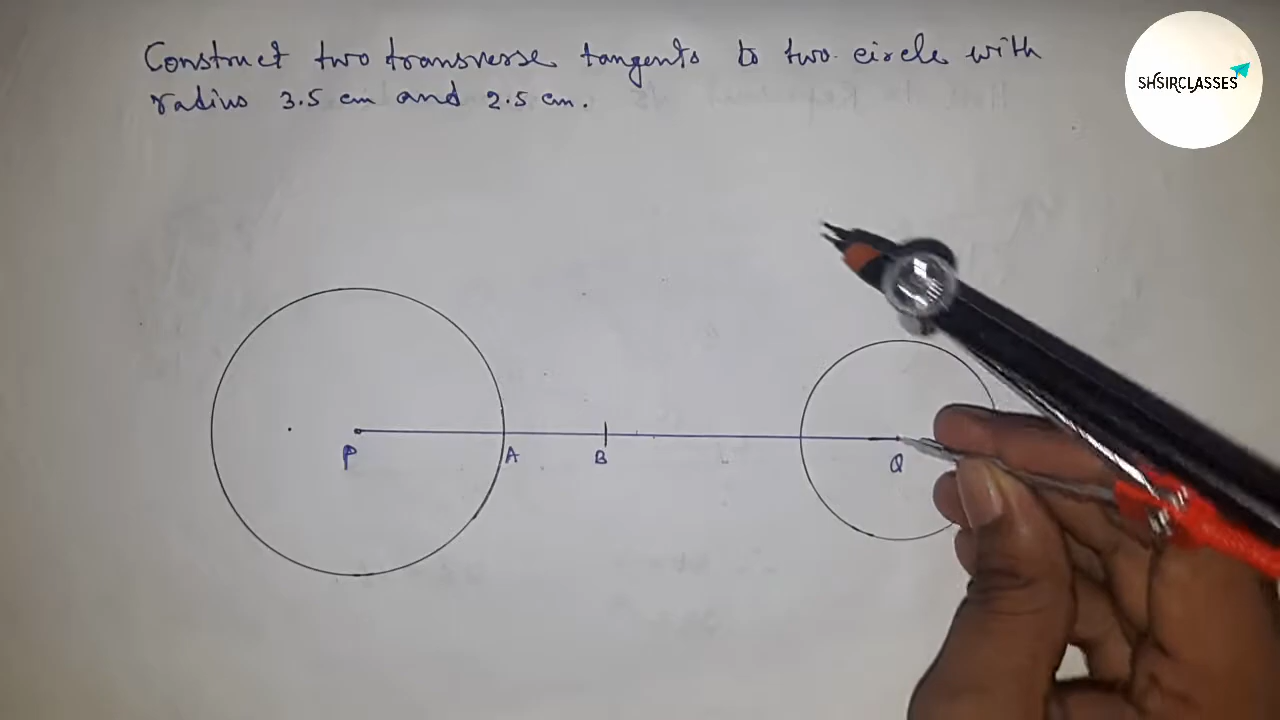 Construct two transverse tangents to two circle with
radius 3.5 cm and 2.5 cm.
SHSIRCLASSES
P
A
B
Q